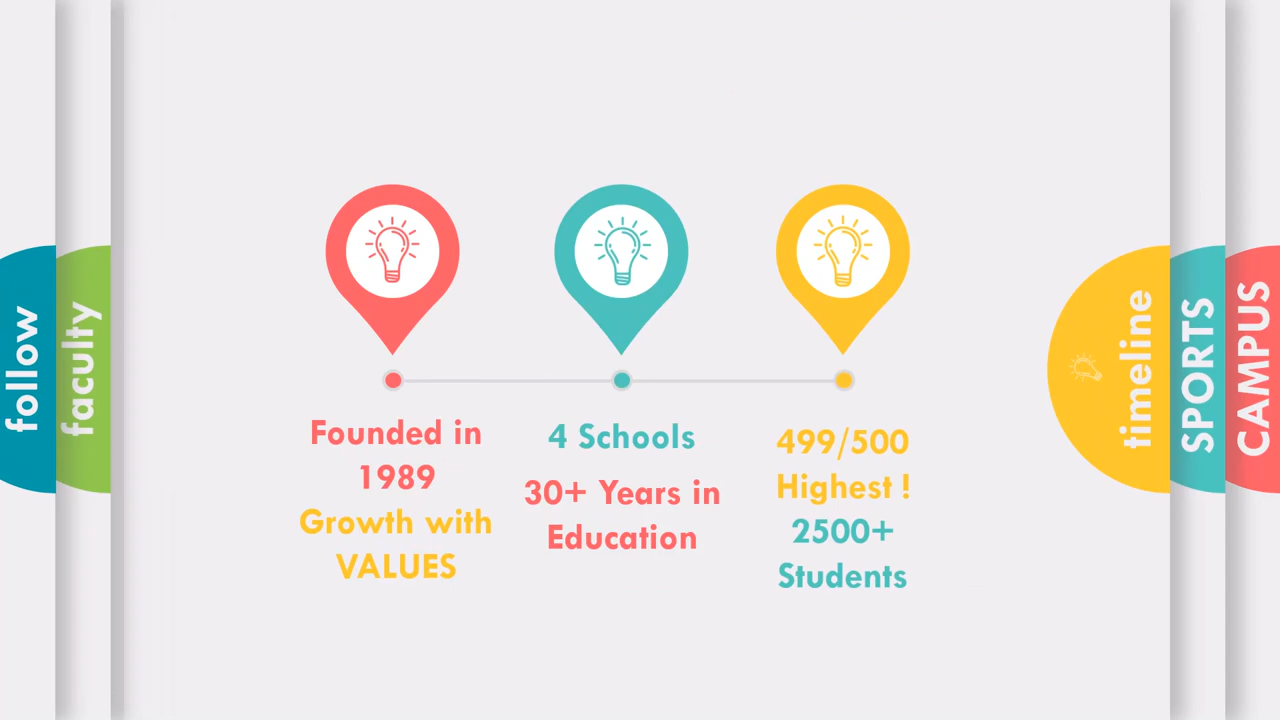 follow
faculty
Founded in
1989
Growth with
VALUES
4 Schools
30+ Years in
Education
499/500
Highest !
2500+
Students
timeline
SPORTS
CAMPUS